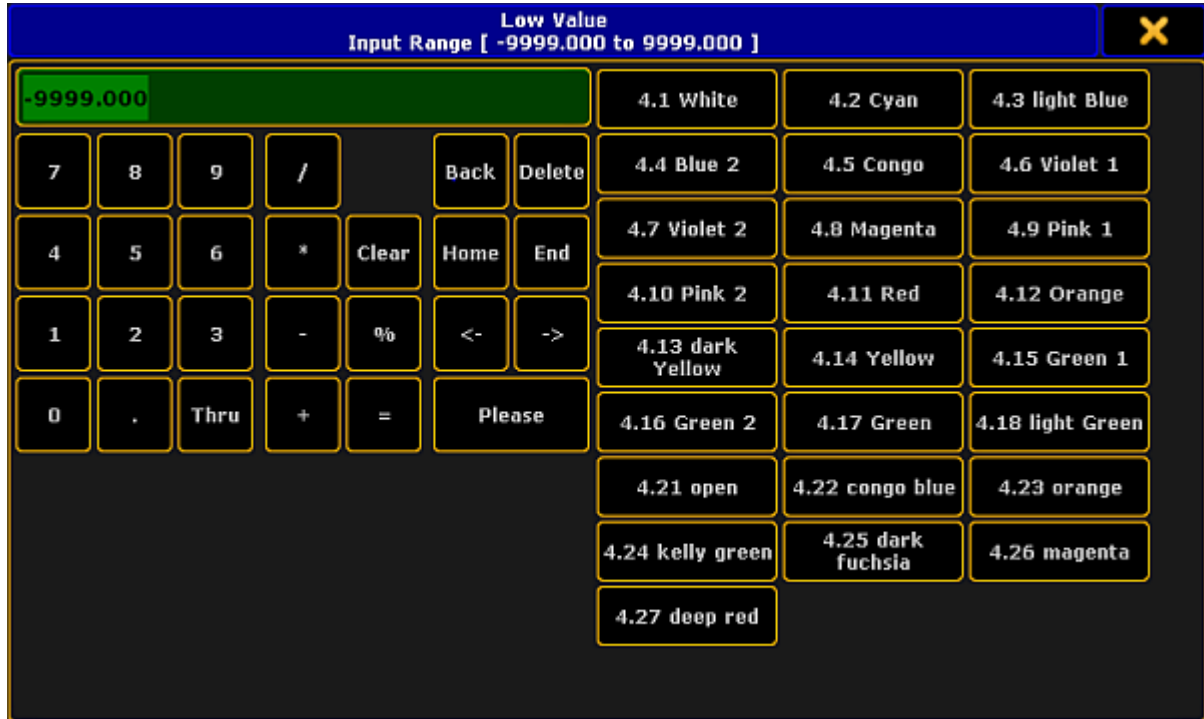 Low Value
Input Range [ -9999.000 to 9999.000 ]
-9999.000
7 8 9 / Back Delete
4 5 6 * Clear Home End
1 2 3 - % <- ->
0 . Thru + = Please
4.1 White 4.2 Cyan 4.3 light Blue
4.4 Blue 2 4.5 Congo 4.6 Violet 1
4.7 Violet 2 4.8 Magenta 4.9 Pink 1
4.10 Pink 2 4.11 Red 4.12 Orange
4.13 dark
Yellow
4.14 Yellow 4.15 Green 1
4.16 Green 2 4.17 Green 4.18 light Green
4.21 open 4.22 congo blue 4.23 orange
4.24 kelly green
4.25 dark
fuchsia
4.26 magenta
4.27 deep red